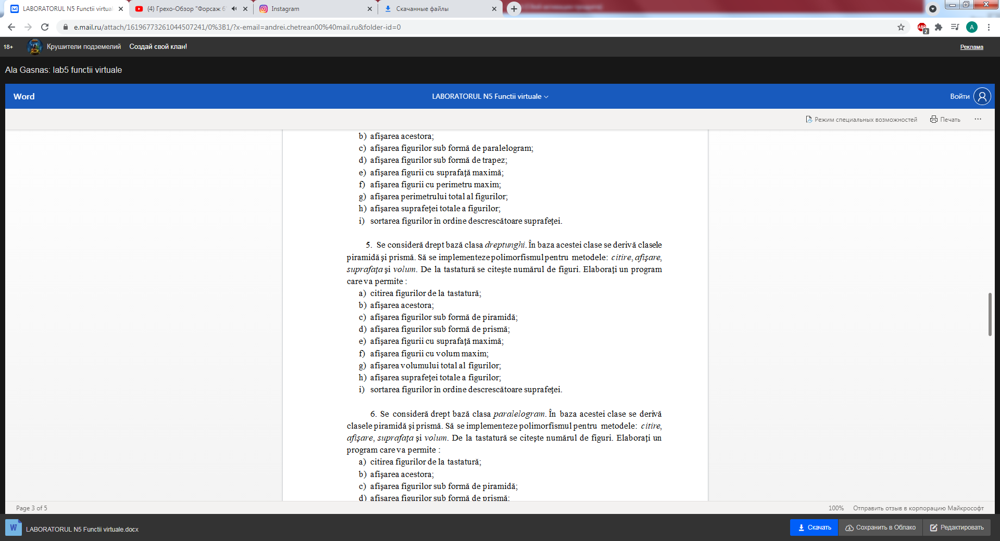 LABORATORUL N5 Functii virtual
(4) Грехо-Обзор "Форсаж 6
Instagram
Скачанные файлы
e.mail.ru/attach/16196773261044507241/0%3B1/?x-email=andrei.chetrean00%40mail.ru&folder-id=0
ABP
2
A
18+
Крушители подземелий
Создай свой клан!
Реклама
Ala Gasnas: lab5 functii virtuale
Word
LABORATORUL N5 Functii virtuale
Войти
Режим специальных возможностей
Печать
b) afişarea acestora;
c) afişarea figurilor sub formă de paralelogram;
d) afişarea figurilor sub formă de trapez;
e) afişarea figurii cu suprafaţă maximă;
f) afişarea figurii cu perimetru maxim;
g) afişarea perimetrului total al figurilor;
h) afişarea suprafeţei totale a figurilor;
i) sortarea figurilor în ordine descrescătoare suprafeţei.
5. Se consideră drept bază clasa dreptunghi. În baza acestei clase se derivă clasele
piramidă şi prismă. Să se implementeze polimorfismul pentru metodele: citire, afişare,
suprafaţa şi volum. De la tastatură se citeşte numărul de figuri. Elaboraţi un program
care va permite :
a) citirea figurilor de la tastatură;
b) afişarea acestora;
c) afişarea figurilor sub formă de piramidă;
d) afişarea figurilor sub formă de prismă;
e) afişarea figurii cu suprafaţă maximă;
f) afişarea figurii cu volum maxim;
g) afişarea volumului total al figurilor;
h) afişarea suprafeţei totale a figurilor;
i) sortarea figurilor în ordine descrescătoare suprafeţei.
6. Se consideră drept bază clasa paralelogram. În baza acestei clase se derivă
clasele piramidă şi prismă. Să se implementeze polimorfismul pentru metodele: citire,
afişare, suprafaţa şi volum. De la tastatură se citeşte numărul de figuri. Elaboraţi un
program care va permite :
a) citirea figurilor de la tastatură;
b) afişarea acestora;
c) afişarea figurilor sub formă de piramidă;
d) afişarea figurilor sub formă de prismă;
Page 3 of 5
100%
Отправить отзыв в корпорацию Майкрософт
W
LABORATORUL N5 Functii virtuale.docx
Скачать
Сохранить в Облако
Редактировать